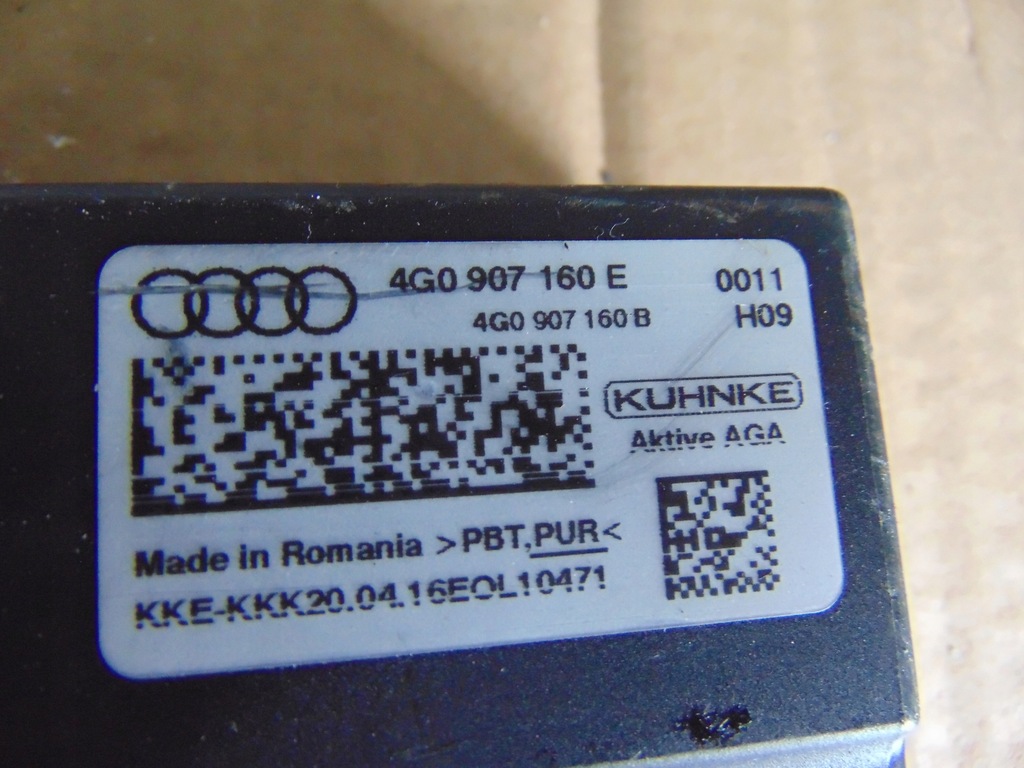 4G0 907 160 E 0011
4G0 907 160 B H09
KUHNKE
Aktive AGA
Made in Romania >PBT,PUR<
KKE-KKK20.04.16EOL10471